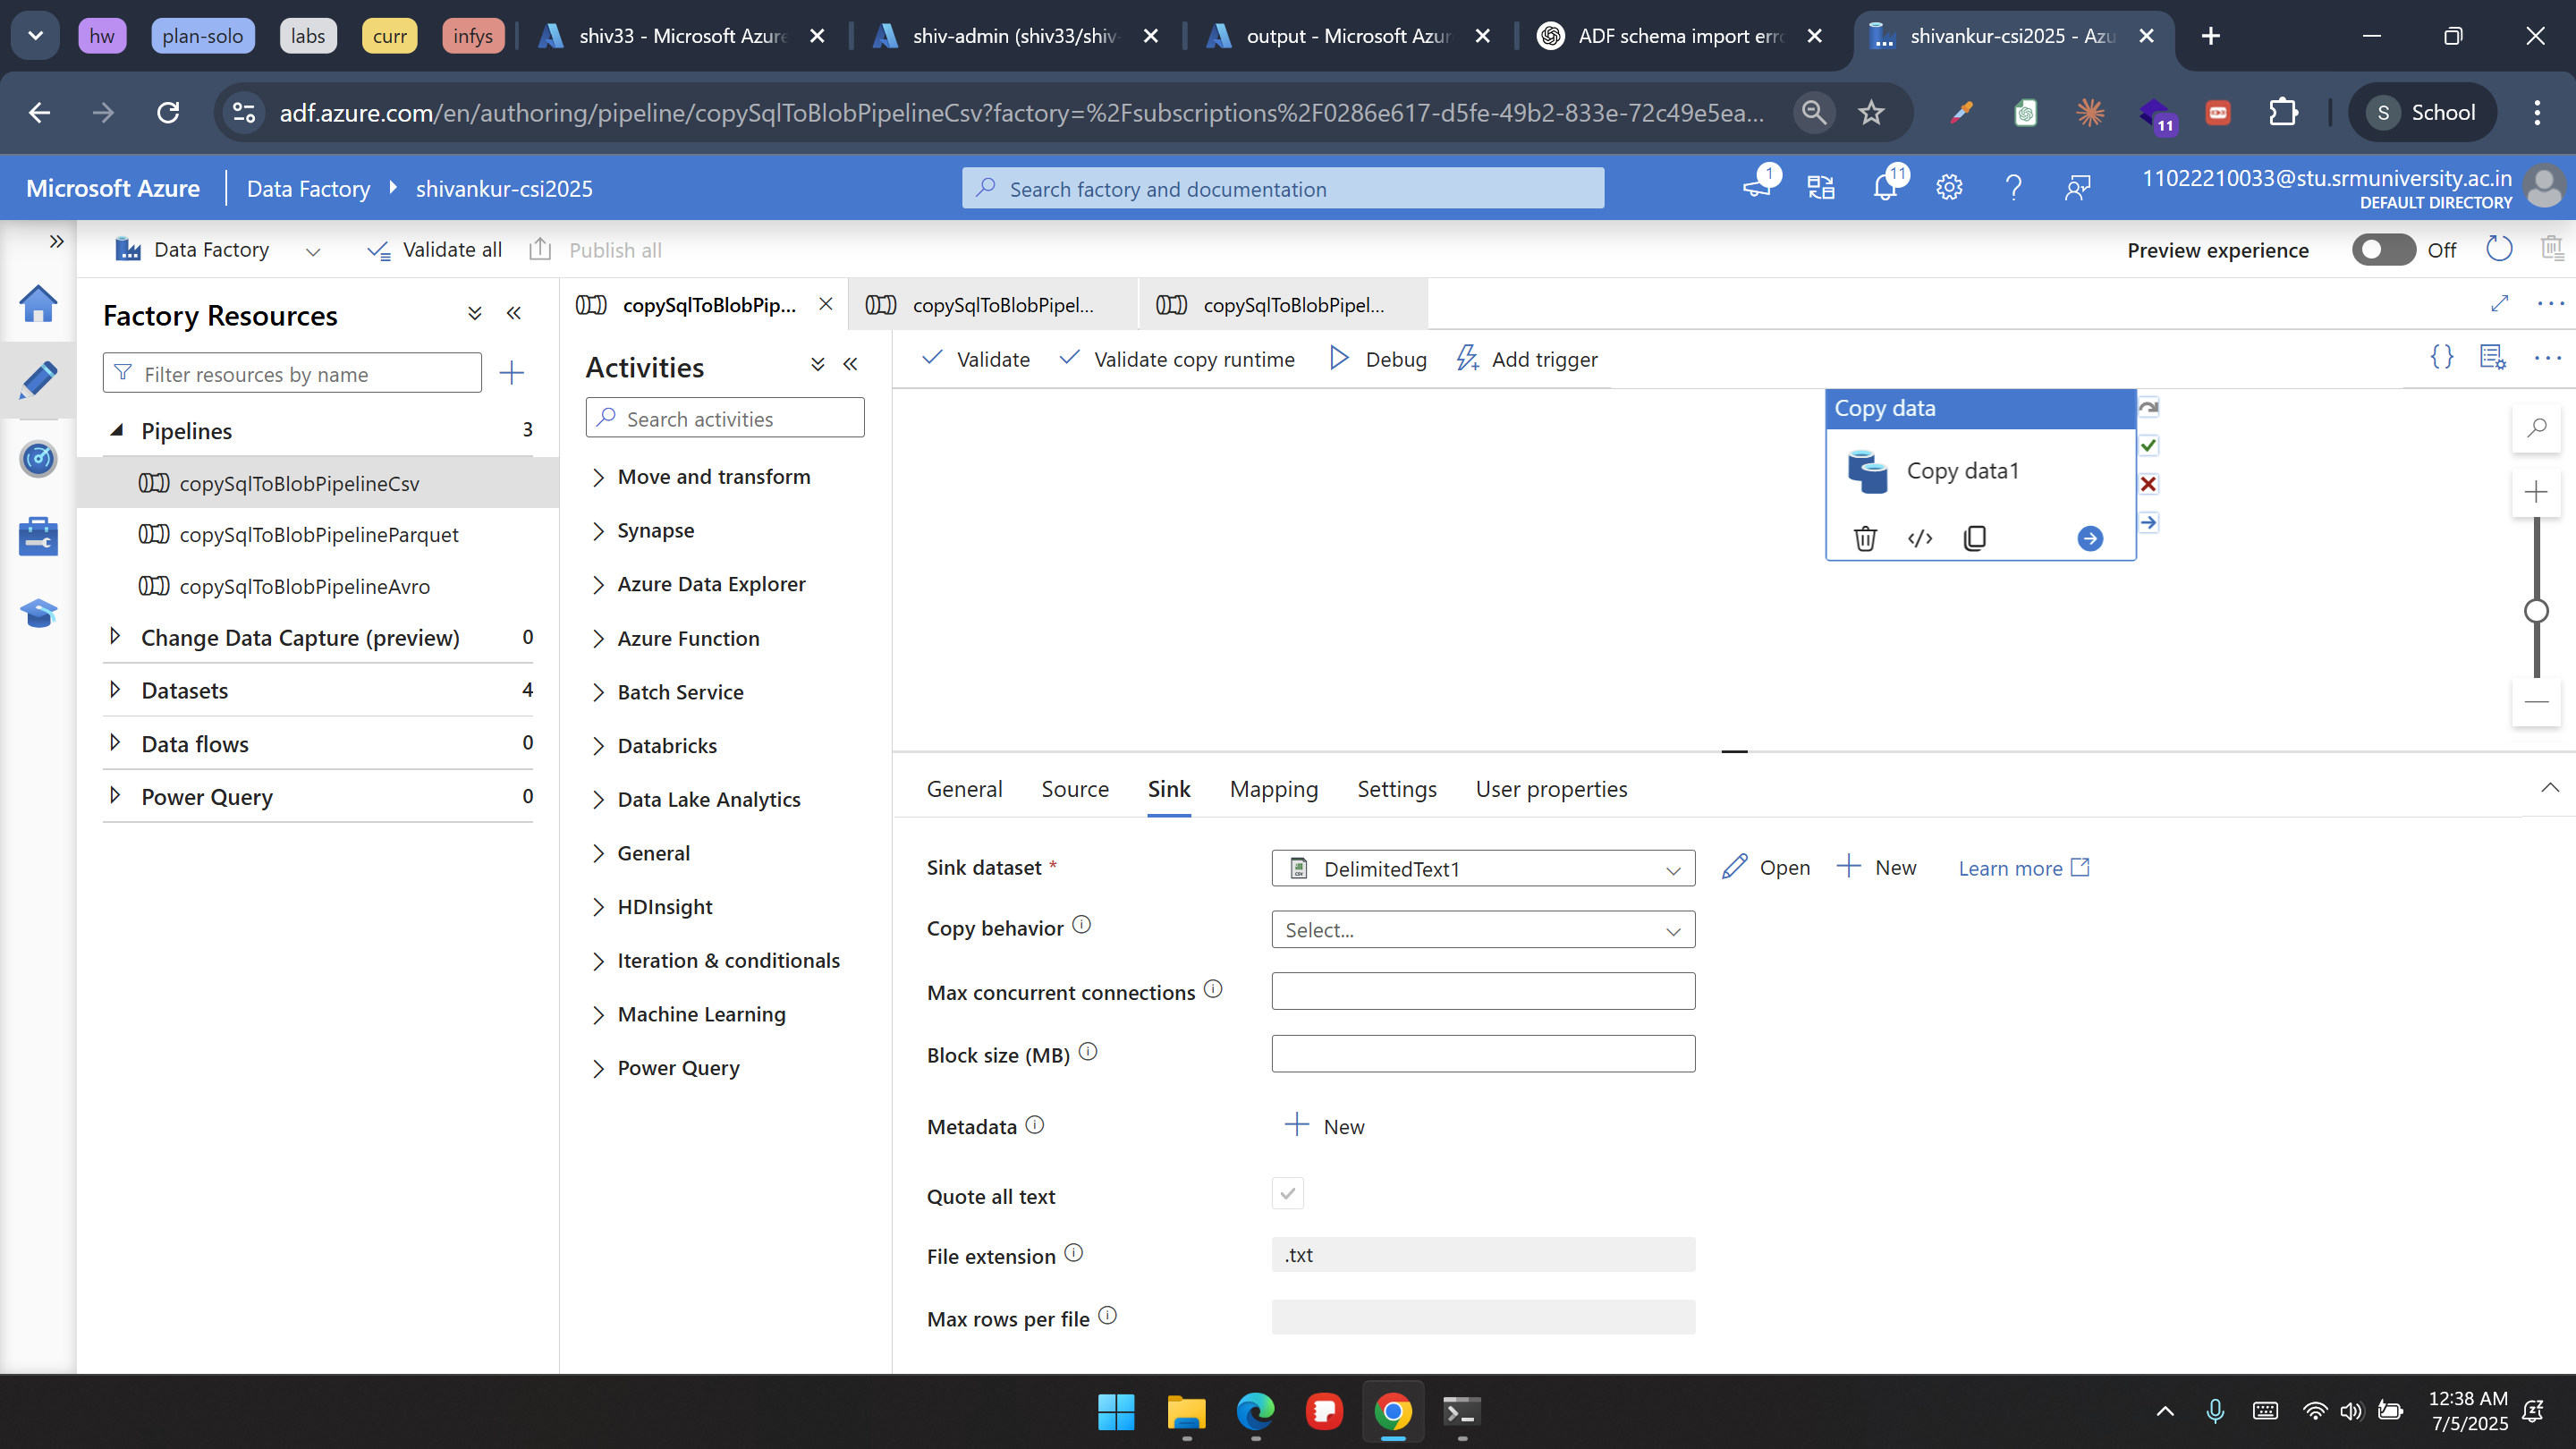 hw
plan-solo
labs
curr
infys
shiv33 - Microsoft Azure
shiv-admin (shiv33/shiv-
output - Microsoft Azur
ADF schema import erro
shivankur-csi2025 - Azu
adf.azure.com/en/authoring/pipeline/copySqlToBlobPipelineCsv?factory=%2Fsubscriptions%2F0286e617-d5fe-49b2-833e-72c49e5ea...
11
S
School
Microsoft Azure
Data Factory
shivankur-csi2025
Search factory and documentation
1
11
11022210033@stu.srmuniversity.ac.in
DEFAULT DIRECTORY
Data Factory
Validate all
Publish all
Preview experience
Off
Factory Resources
Filter resources by name
Pipelines
3
copySqlToBlobPipelineCsv
copySqlToBlobPipelineParquet
copySqlToBlobPipelineAvro
Change Data Capture (preview)
0
Datasets
4
Data flows
0
Power Query
0
copySqlToBlobPip...
copySqlToBlobPipel...
copySqlToBlobPipel...
Activities
Search activities
Move and transform
Synapse
Azure Data Explorer
Azure Function
Batch Service
Databricks
Data Lake Analytics
General
HDInsight
Iteration & conditionals
Machine Learning
Power Query
Validate
Validate copy runtime
Debug
Add trigger
Copy data
Copy data1
General
Source
Sink
Mapping
Settings
User properties
Sink dataset *
DelimitedText1
Open
New
Learn more
Copy behavior
Select...
Max concurrent connections
Block size (MB)
Metadata
New
Quote all text
File extension
.txt
Max rows per file
12:38 AM
7/5/2025